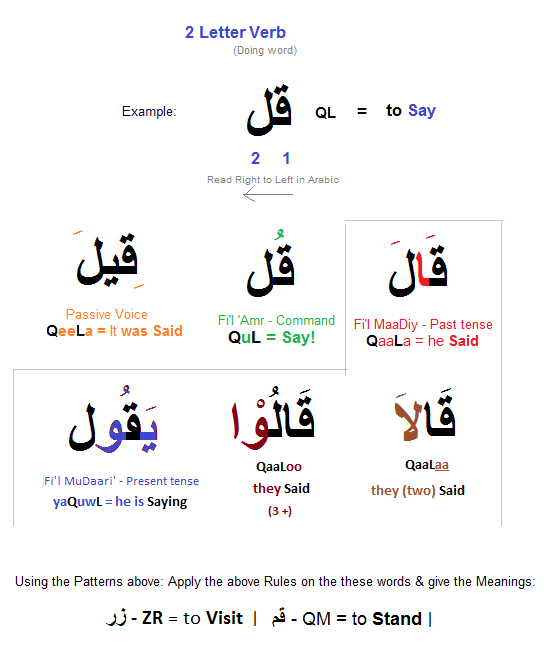 2 Letter Verb
(Doing word)
Example: قل QL = to Say
2 1
Read Right to Left in Arabic
قِيلَ قُل قَالَ
Passive Voice Fi'l 'Amr - Command Fi'l MaaDiy - Past tense
QeeLa = It was Said QuL = Say! QaaLa = he Said
يَقُول قَالُوْا قَالَا
Fi'l MuDaari' - Present tense QaaLoo QaaLaa
yaQuwL = he is Saying they Said they (two) Said
(3 +)
Using the Patterns above: Apply the above Rules on the these words & give the Meanings:
زر - ZR = to Visit | قم - QM = to Stand |